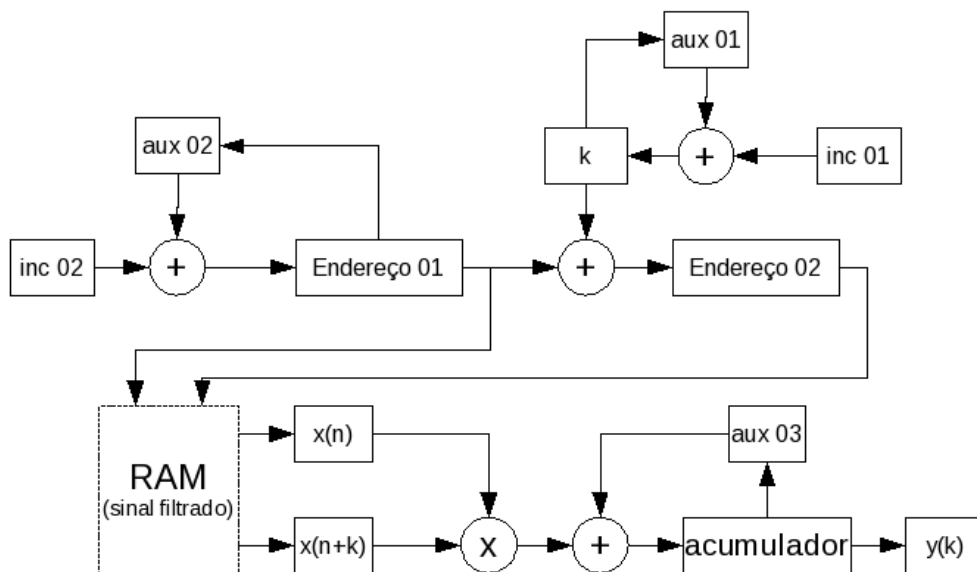 aux 01
aux 02
k
+
inc 01
inc 02
+
Endereço 01
+
Endereço 02
RAM
(sinal filtrado)
x(n)
aux 03
x(n+k)
x
+
acumulador
y(k)